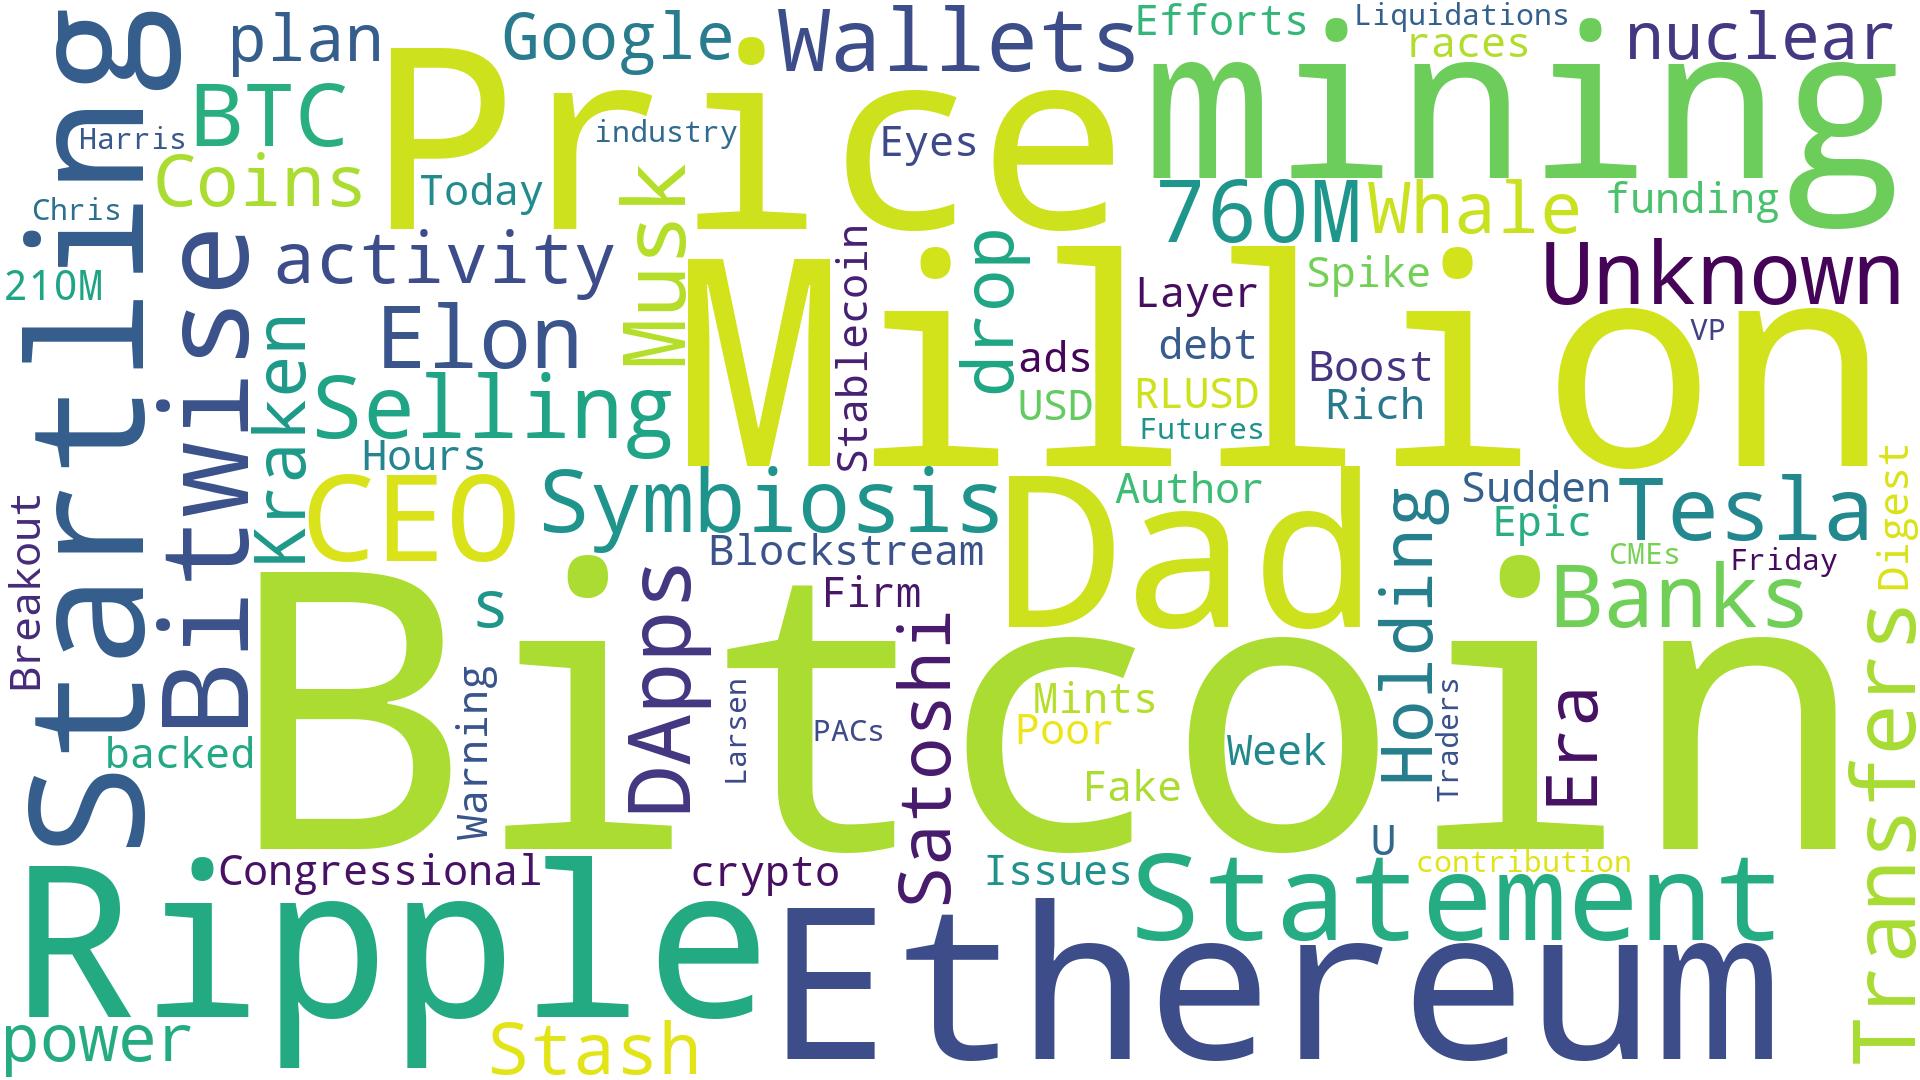 Startling
plan
Google
Wallets
Efforts
Liquidations
races
nuclear
Harris
BTC
Price
industry
Eyes
mining
Coins
Today
Musk
760M
Whale
funding
Chris
210M
Bitwise
activity
Stablecoin
drop
Layer
Spike
Unknown
Million
Elon
ads
debt
Boost
VP
Kraken
Selling
USD
RLUSD
Rich
Futures
Hours
CEO
Symbiosis
Dad
Author
Holding
Sudden
Tesla
Digest
Breakout
Blockstream
Epic
CMEs
Friday
Bitcoin
s
DApps
Firm
Satoshi
Banks
Transfers
Warning
Larsen
PACs
Mints
Poor
Week
Traders
Era
backed
Fake
U
Ripple
Congressional
crypto
Issues
Statement
contribution
Ethereum
power
Stash